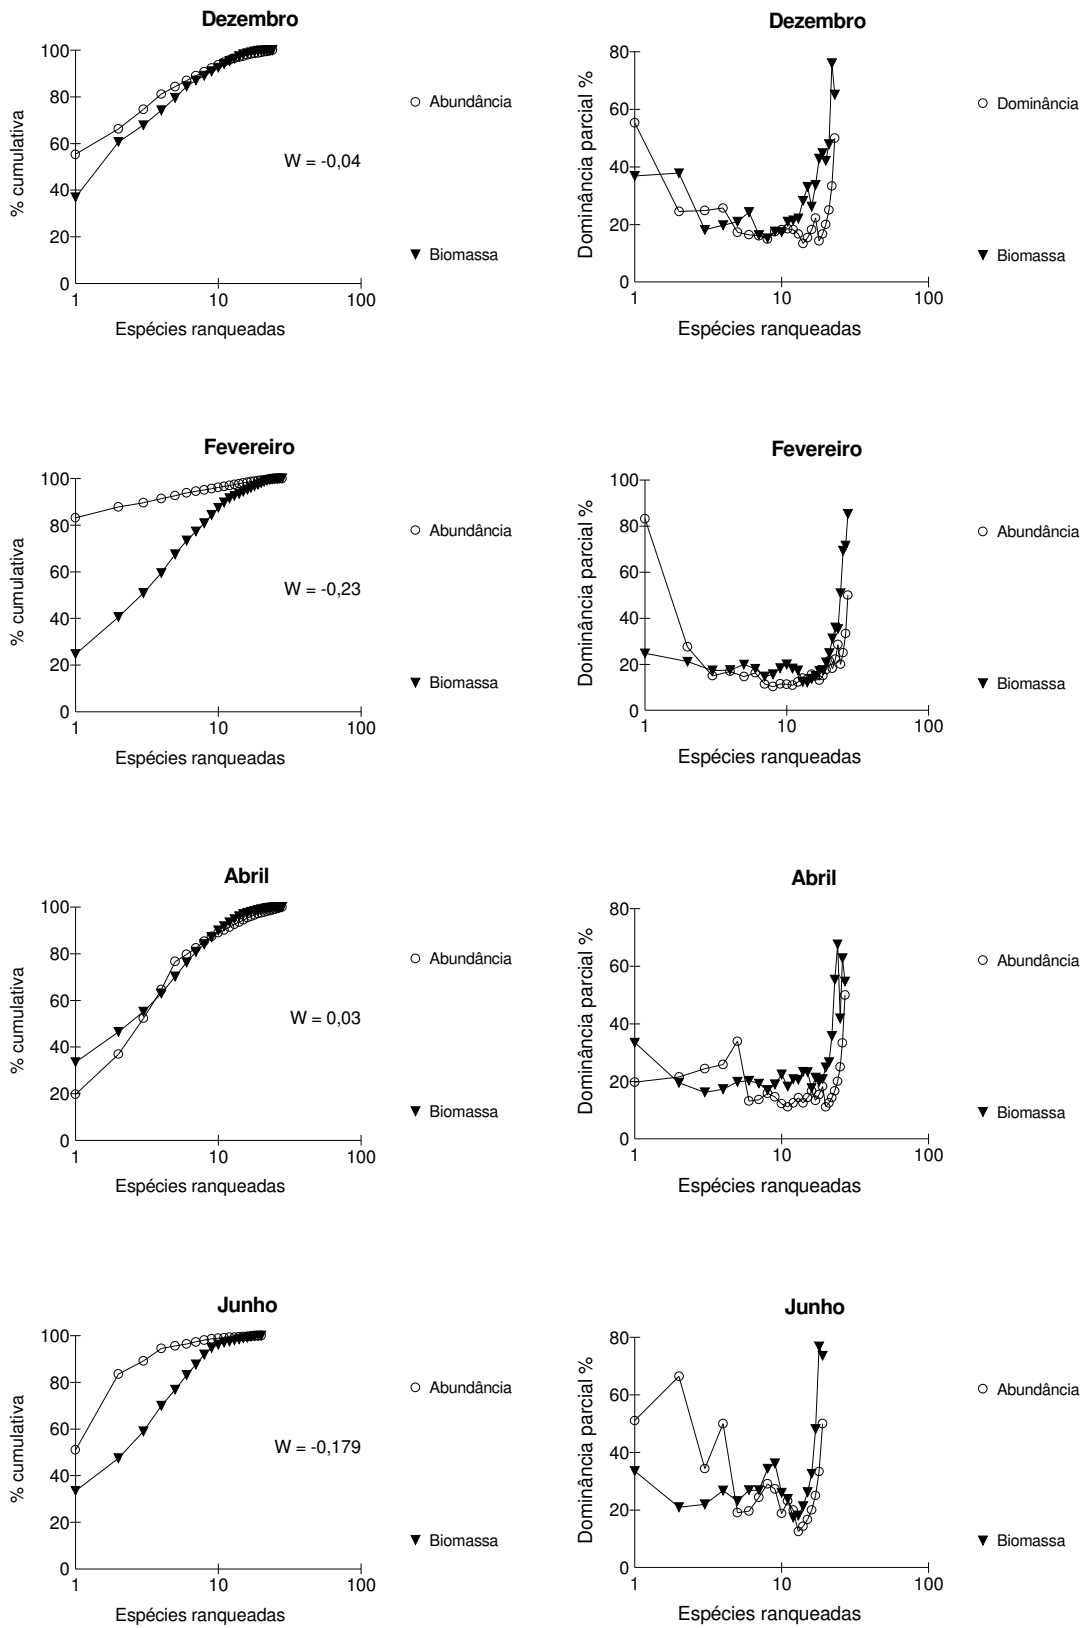 Dezembro
% cumulativa
100
80
60
40
20
0
1
10
100
Espécies ranqueadas
W = -0,04
Abundância
Biomassa
Dezembro
Dominância parcial %
80
60
40
20
0
1
10
100
Espécies ranqueadas
Dominância
Biomassa
Fevereiro
% cumulativa
100
80
60
40
20
0
1
10
100
Espécies ranqueadas
W = -0,23
Abundância
Biomassa
Fevereiro
Dominância parcial %
100
80
60
40
20
0
1
10
100
Espécies ranqueadas
Abundância
Biomassa
Abril
% cumulativa
100
80
60
40
20
0
1
10
100
Espécies ranqueadas
W = 0,03
Abundância
Biomassa
Abril
Dominância parcial %
80
60
40
20
0
1
10
100
Espécies ranqueadas
Abundância
Biomassa
Junho
% cumulativa
100
80
60
40
20
0
1
10
100
Espécies ranqueadas
W = -0,179
Abundância
Biomassa
Junho
Dominância parcial %
80
60
40
20
0
1
10
100
Espécies ranqueadas
Abundância
Biomassa